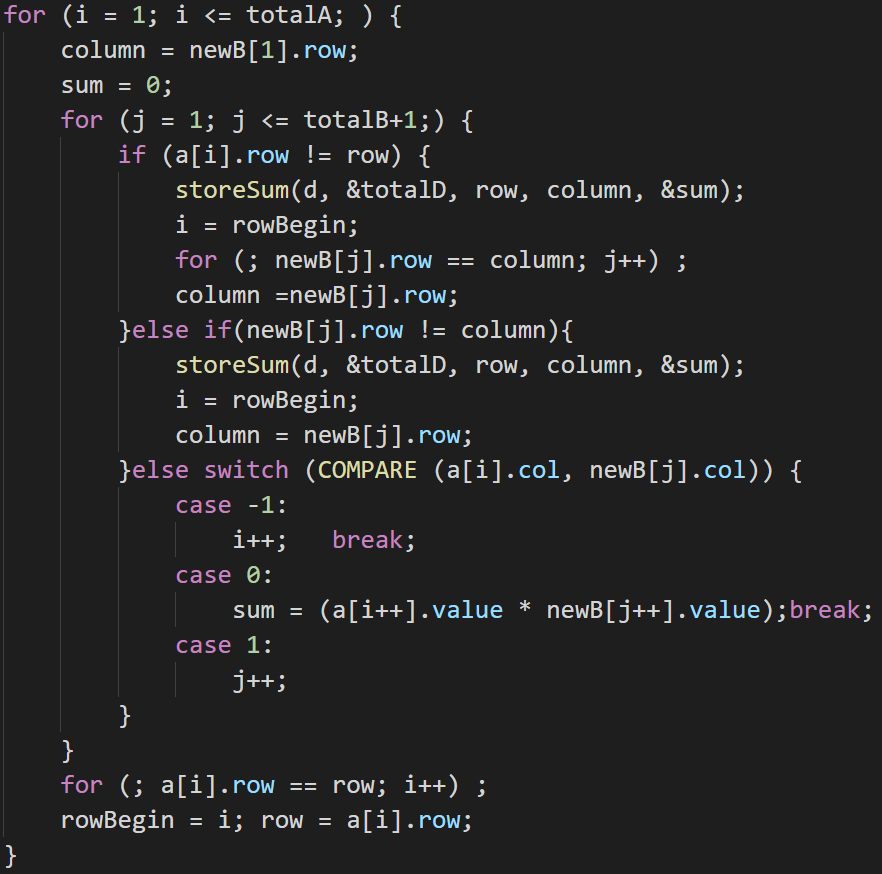 for (i = 1; i <= totalA; ) {
    column = newB[1].row;
    sum = 0;
    for (j = 1; j <= totalB+1;) {
        if (a[i].row != row) {
            storeSum(d, &totalD, row, column, &sum);
            i = rowBegin;
            for (; newB[j].row == column; j++) ;
            column =newB[j].row;
        }else if(newB[j].row != column){
            storeSum(d, &totalD, row, column, &sum);
            i = rowBegin;
            column = newB[j].row;
        }else switch (COMPARE (a[i].col, newB[j].col)) {
            case -1:
                i++;   break;
            case 0:
                sum = (a[i++].value * newB[j++].value);break;
            case 1:
                j++;
        }
    }
    for (; a[i].row == row; i++) ;
    rowBegin = i; row = a[i].row;
}